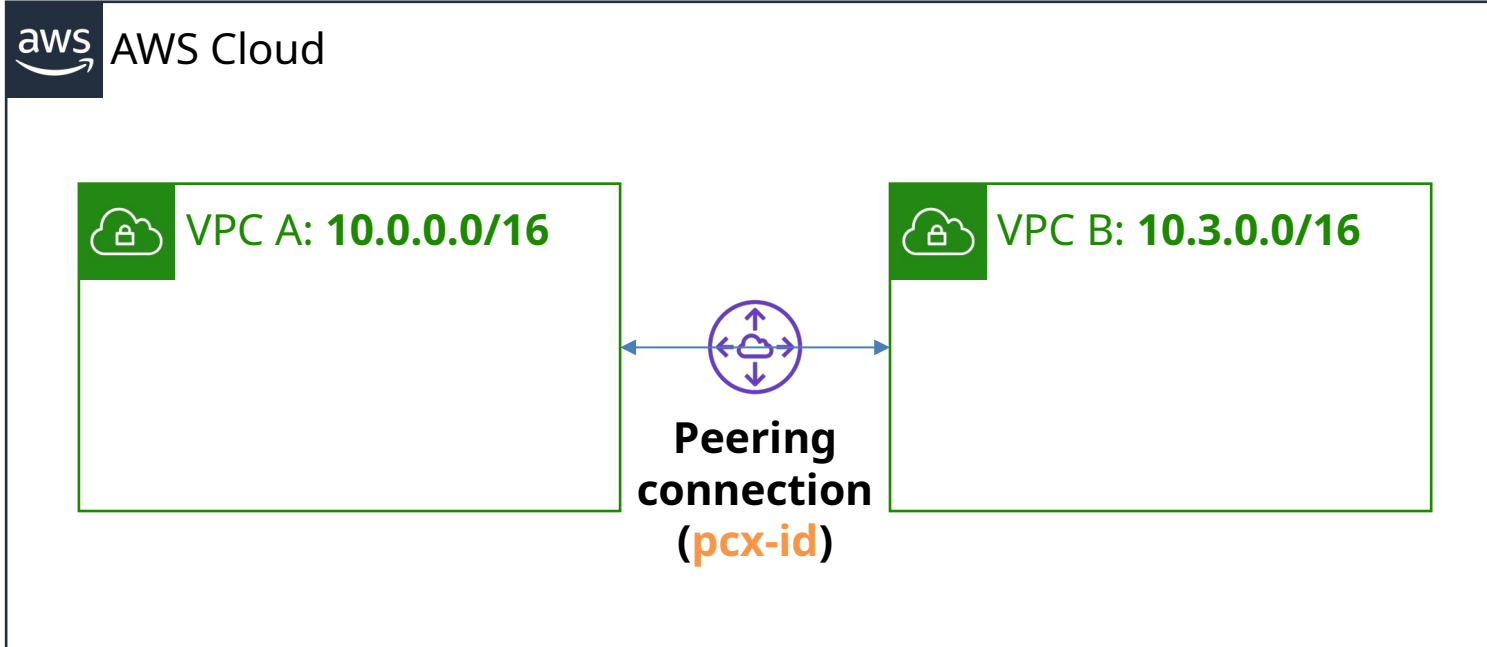 aws
AWS Cloud
VPC A: 10.0.0.0/16
VPC B: 10.3.0.0/16
Peering
connection
(pcx-id)